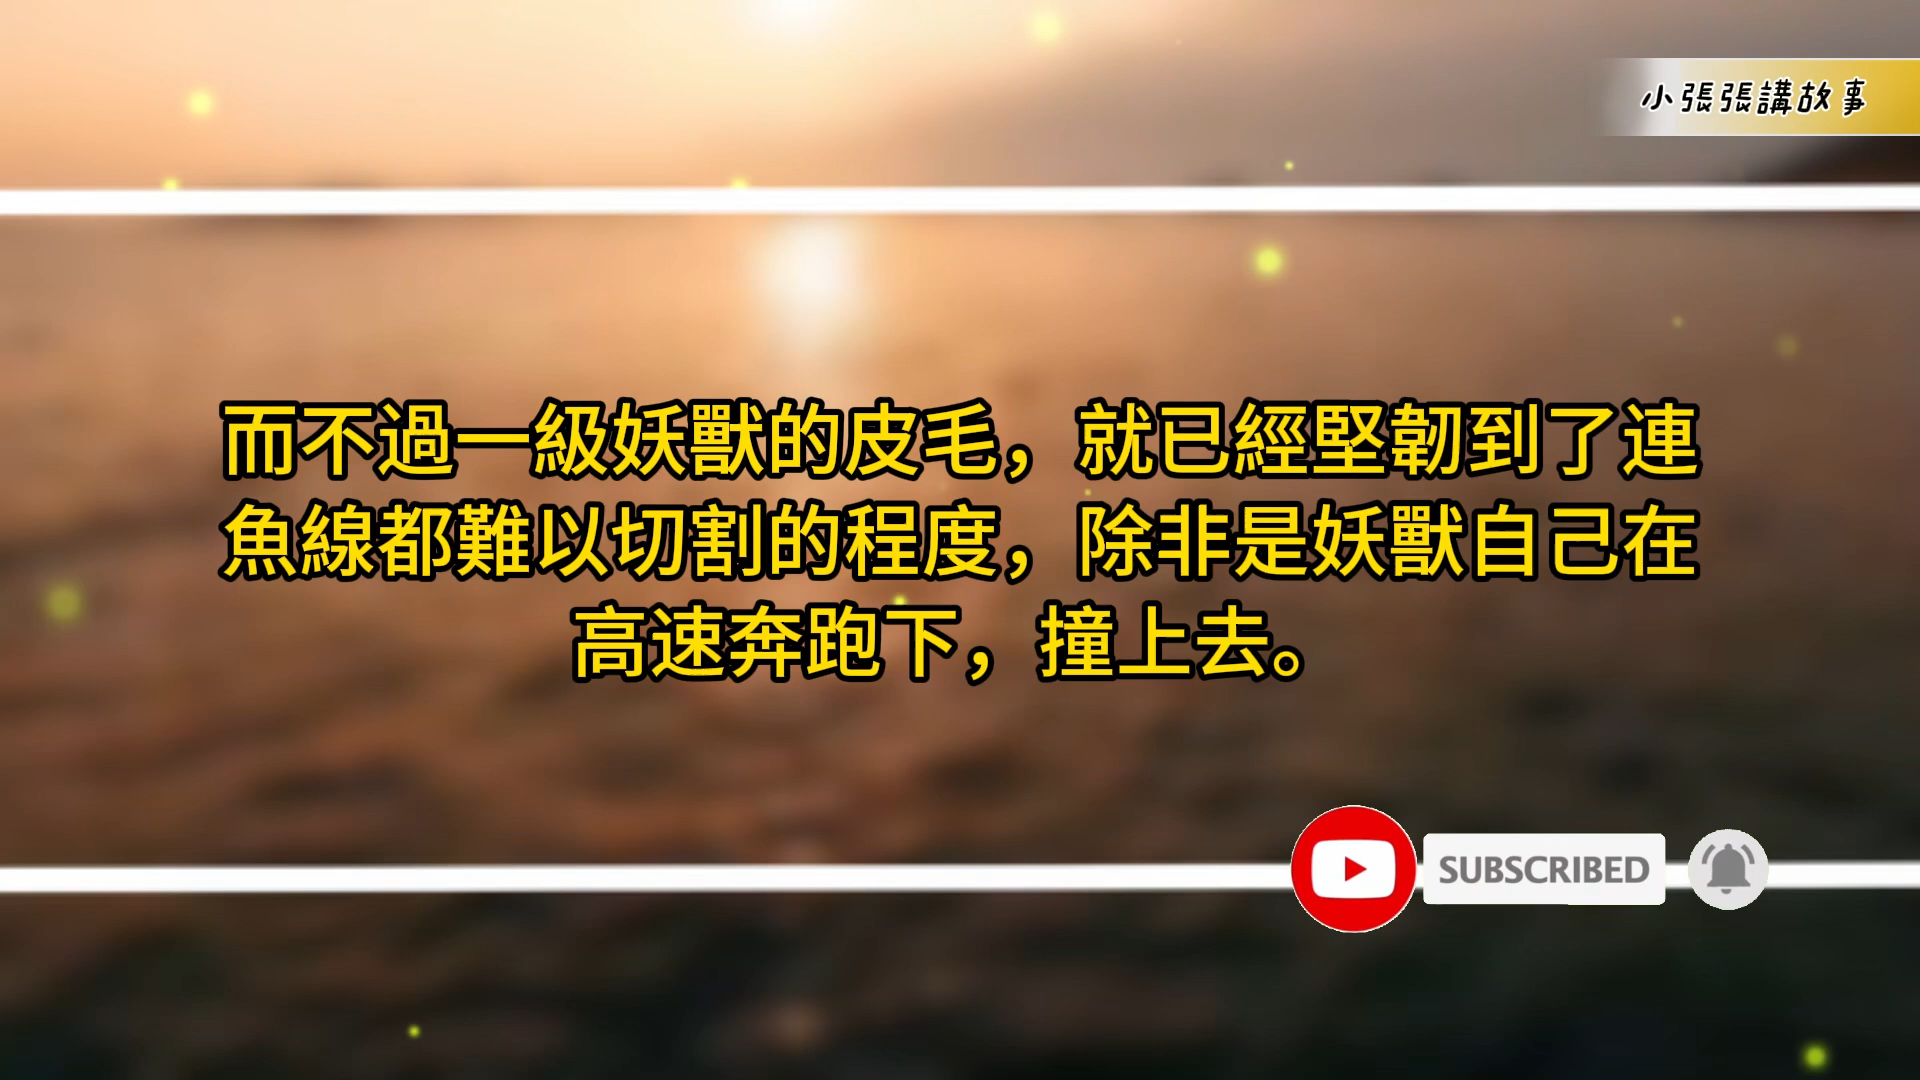 小張張講故事
而不過一級妖獸的皮毛，就已經堅韌到了連
魚線都難以切割的程度，除非是妖獸自己在
高速奔跑下，撞上去。
SUBSCRIBED